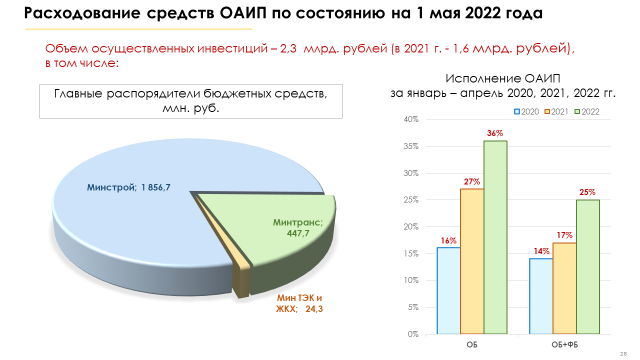 Расходование средств ОАИП по состоянию на 1 мая 2022 года
Объем осуществленных инвестиций – 2,3 млрд. рублей (в 2021 г. - 1,6 млрд. рублей),
в том числе:
Главные распорядители бюджетных средств,
млн. руб.
Минстрой; 1 856,7
Минтранс;
447,7
Мин ТЭК и
ЖКХ; 24,3
Исполнение ОАИП
за январь – апрель 2020, 2021, 2022 гг.
2020 2021 2022
40%
35%
30%
25%
20%
15%
10%
5%
0%
16%
27%
36%
14%
17%
25%
ОБ
ОБ+ФБ